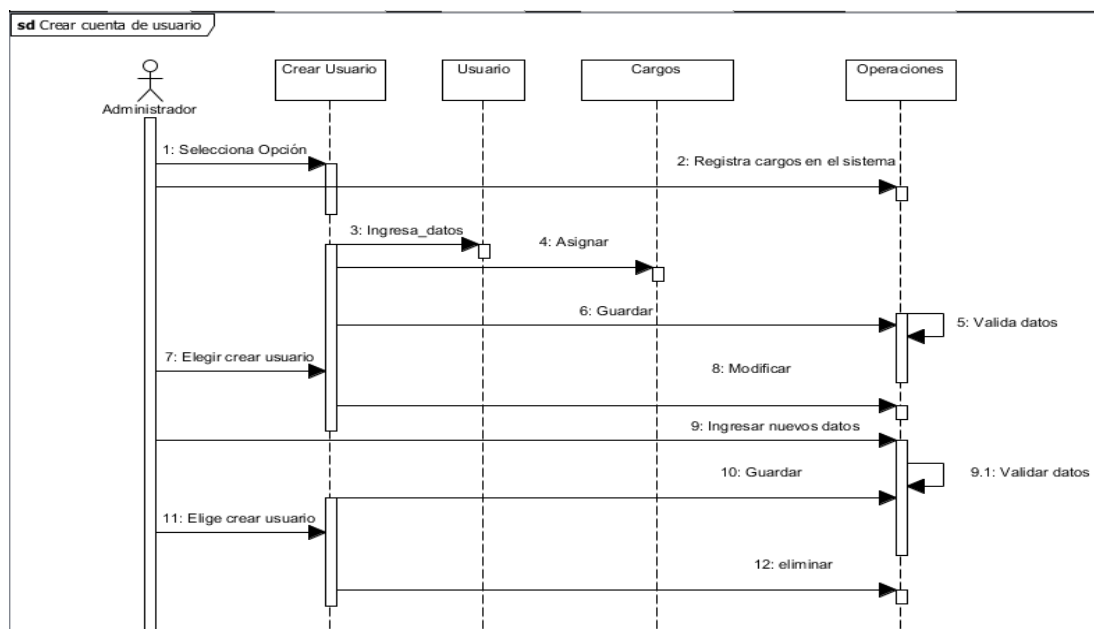 sd Crear cuenta de usuario
Crear Usuario
Usuario
Cargos
Operaciones
Administrador
1: Selecciona Opción
2: Registra cargos en el sistema
3: Ingresa_datos
4: Asignar
6: Guardar
5: Valida datos
7: Elegir crear usuario
8: Modificar
9: Ingresar nuevos datos
10: Guardar
9.1: Validar datos
11: Elige crear usuario
12: eliminar